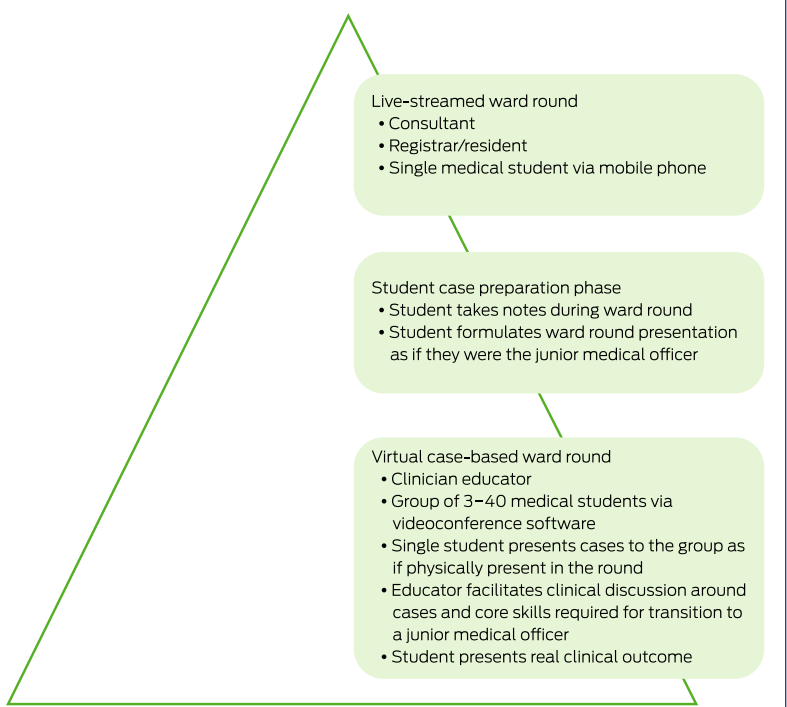 Live-streamed ward round
• Consultant
• Registrar/resident
• Single medical student via mobile phone
Student case preparation phase
• Student takes notes during ward round
• Student formulates ward round presentation
as if they were the junior medical officer
Virtual case-based ward round
• Clinician educator
• Group of 3–40 medical students via
videoconference software
• Single student presents cases to the group as
if physically present in the round
• Educator facilitates clinical discussion around
cases and core skills required for transition to
a junior medical officer
• Student presents real clinical outcome